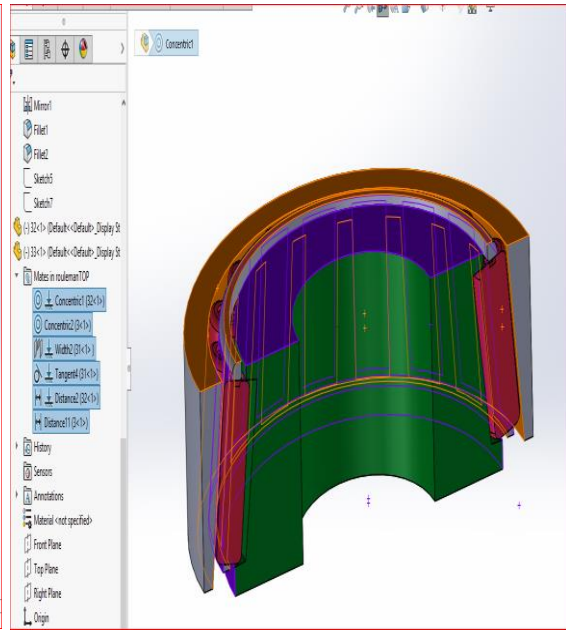 Concentric1
Mirror1
Fillet1
Fillet2
Sketch5
Sketch7
(-) 32<1> (Default<<Default>_Display St
(-) 33<1> (Default<<Default>_Display St
Mates in roulemanTOP
Concentric1 (32<1>)
Concentric2 (3<1>)
Width2 (31<1>)
Tangent4 (31<1>)
Distance2 (32<1>)
Distance11 (3<1>)
History
Sensors
Annotations
Material <not specified>
Front Plane
Top Plane
Right Plane
Origin